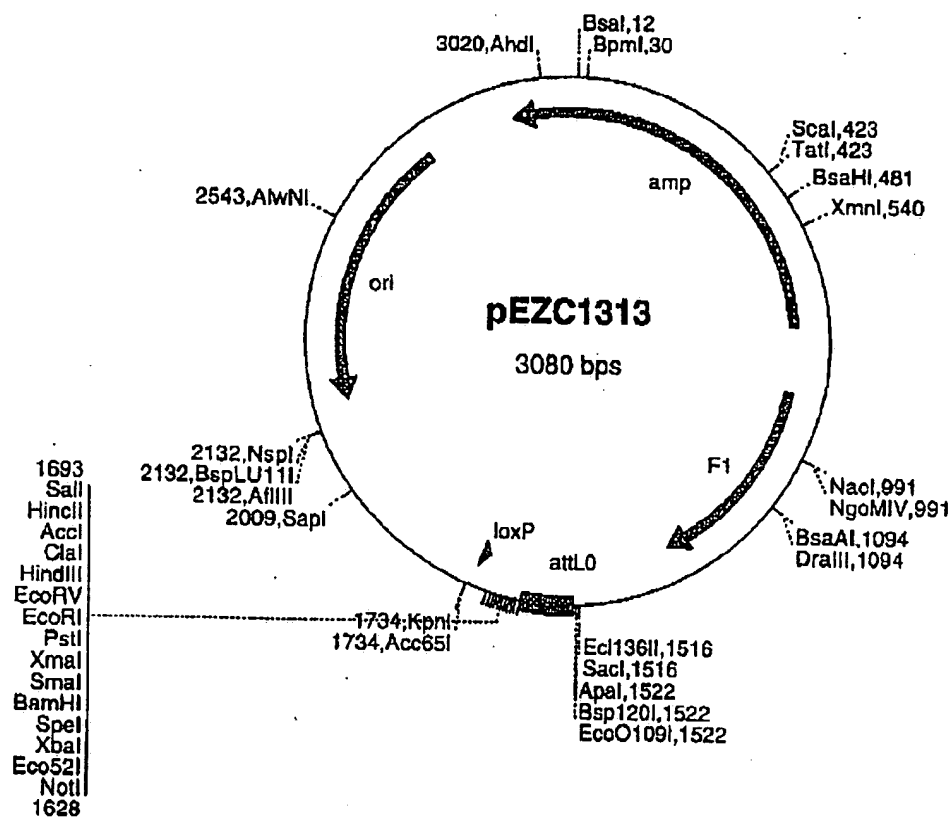 BsaI,12
3020,AhdI
BpmI,30
ScaI,423
TatI,423
BsaHI,481
XmnI,540
amp
2543,AlwNI
ori
pEZC1313
3080 bps
F1
NaeI,991
NgoMIV,991
BsaAI,1094
DraIII,1094
2132,NspI
2132,BspLU11I
2132,AflIII
2009,SapI
loxP
attL0
1734,KpnI
1734,Acc65I
Ecl136II,1516
SacI,1516
ApaI,1522
Bsp120I,1522
EcoO109I,1522
1693
SalI
HincII
AccI
ClaI
HindIII
EcoRV
EcoRI
PstI
XmaI
SmaI
BamHI
SpeI
XbaI
Eco52I
NotI
1628